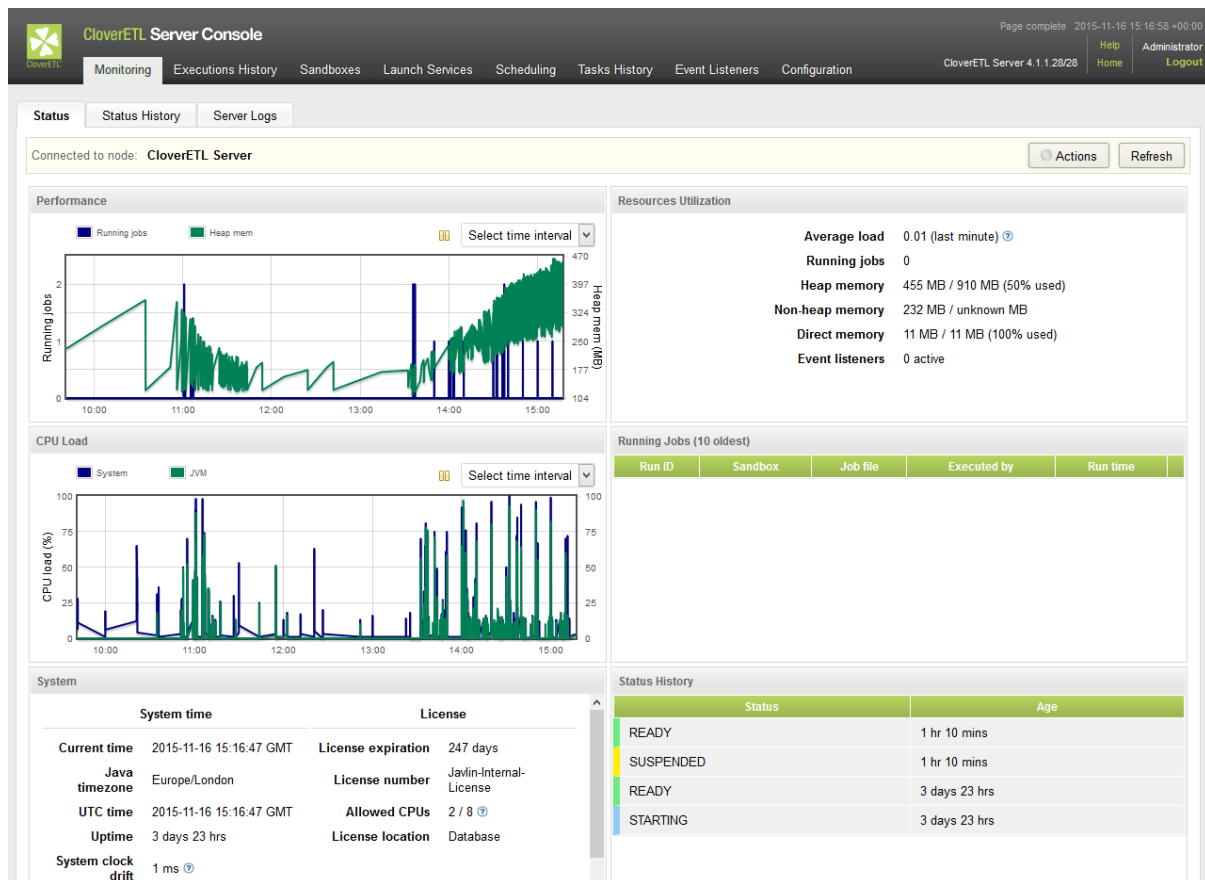 CloverETL Server Console
Page complete 2015-11-16 15:16:58 +00:00
CloverETL
Monitoring Executions History Sandboxes Launch Services Scheduling Tasks History Event Listeners Configuration
CloverETL Server 4.1.1.28/28
Help
Home
Administrator
Logout
Status Status History Server Logs
Connected to node: CloverETL Server
Actions Refresh
Performance
Running jobs Heap mem
Select time interval
Running jobs
2
1
0
470
397
324
250
177
104
Heap mem (MB)
10:00 11:00 12:00 13:00 14:00 15:00
Resources Utilization
Average load 0.01 (last minute) ?
Running jobs 0
Heap memory 455 MB / 910 MB (50% used)
Non-heap memory 232 MB / unknown MB
Direct memory 11 MB / 11 MB (100% used)
Event listeners 0 active
CPU Load
System JVM
Select time interval
CPU load (%)
100
75
50
25
0
100
75
50
25
0
10:00 11:00 12:00 13:00 14:00 15:00
Running Jobs (10 oldest)
Run ID Sandbox Job file Executed by Run time
System
System time
Current time 2015-11-16 15:16:47 GMT
Java timezone Europe/London
UTC time 2015-11-16 15:16:47 GMT
Uptime 3 days 23 hrs
System clock drift 1 ms ?
License
License expiration 247 days
License number Javlin-Internal-
License
Allowed CPUs 2 / 8 ?
License location Database
Status History
Status Age
READY 1 hr 10 mins
SUSPENDED 1 hr 10 mins
READY 3 days 23 hrs
STARTING 3 days 23 hrs